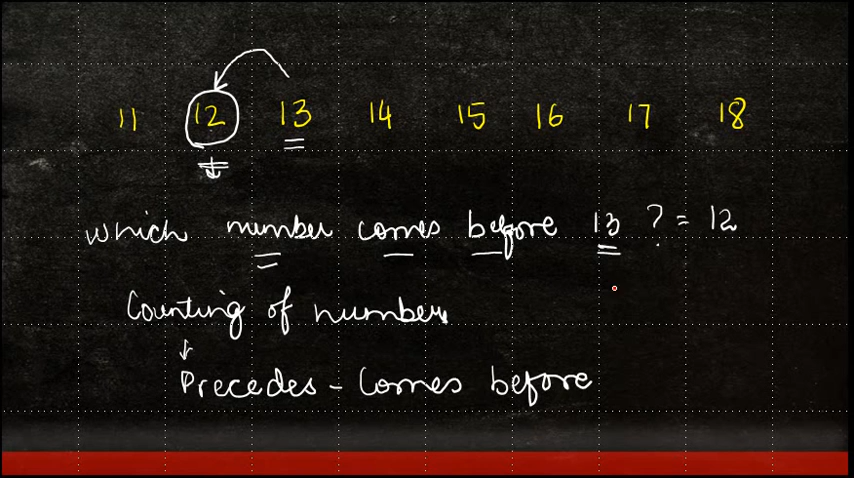 11 12 13 14 15 16 17 18
which number comes before 13 ? = 12
Counting of numbers
Precedes - Comes before